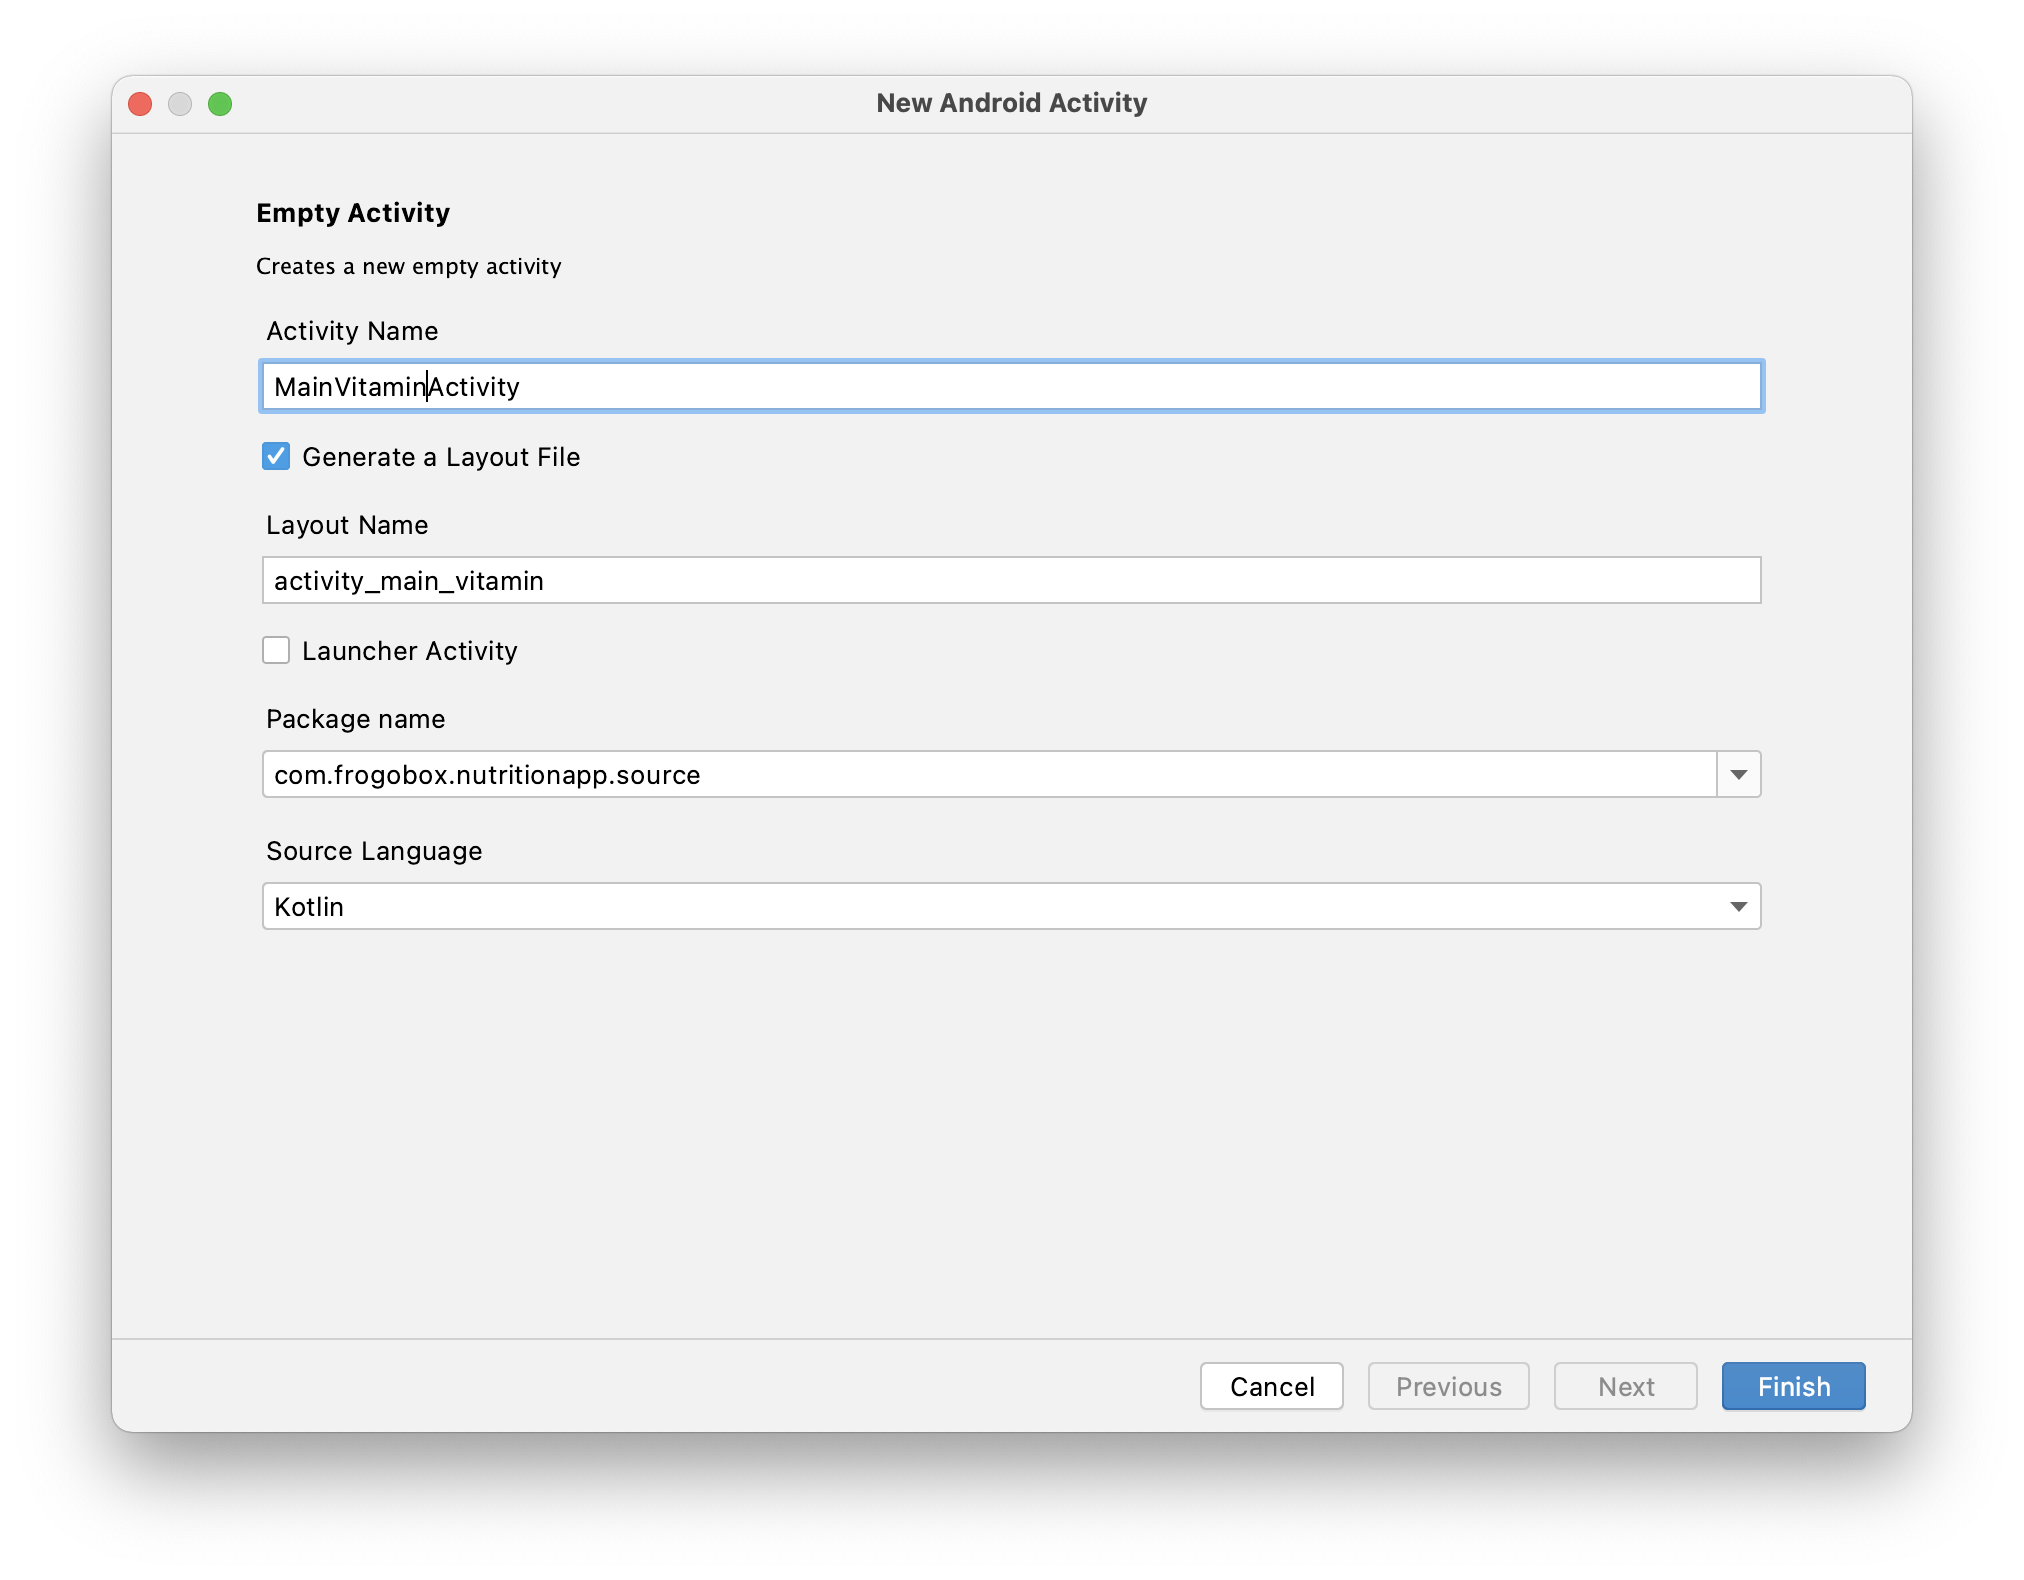 New Android Activity
Empty Activity
Creates a new empty activity
Activity Name
MainVitaminActivity
Generate a Layout File
Layout Name
activity_main_vitamin
Launcher Activity
Package name
com.frogobox.nutritionapp.source
Source Language
Kotlin
Cancel Previous Next Finish